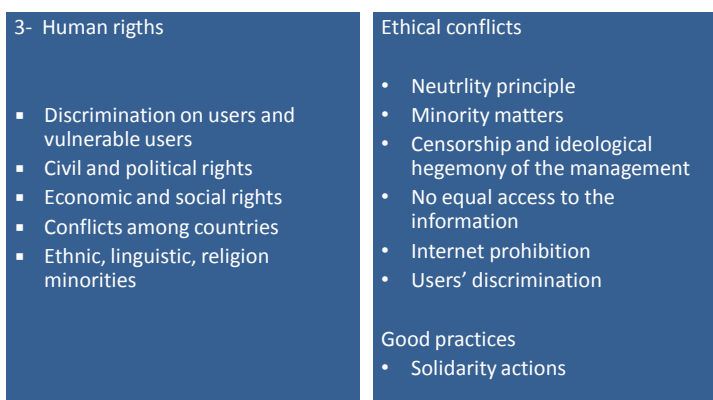 3- Human rigths
▪ Discrimination on users and
vulnerable users
▪ Civil and political rights
▪ Economic and social rights
▪ Conflicts among countries
▪ Ethnic, linguistic, religion
minorities
Ethical conflicts
• Neutrlity principle
• Minority matters
• Censorship and ideological
hegemony of the management
• No equal access to the
information
• Internet prohibition
• Users’ discrimination
Good practices
• Solidarity actions